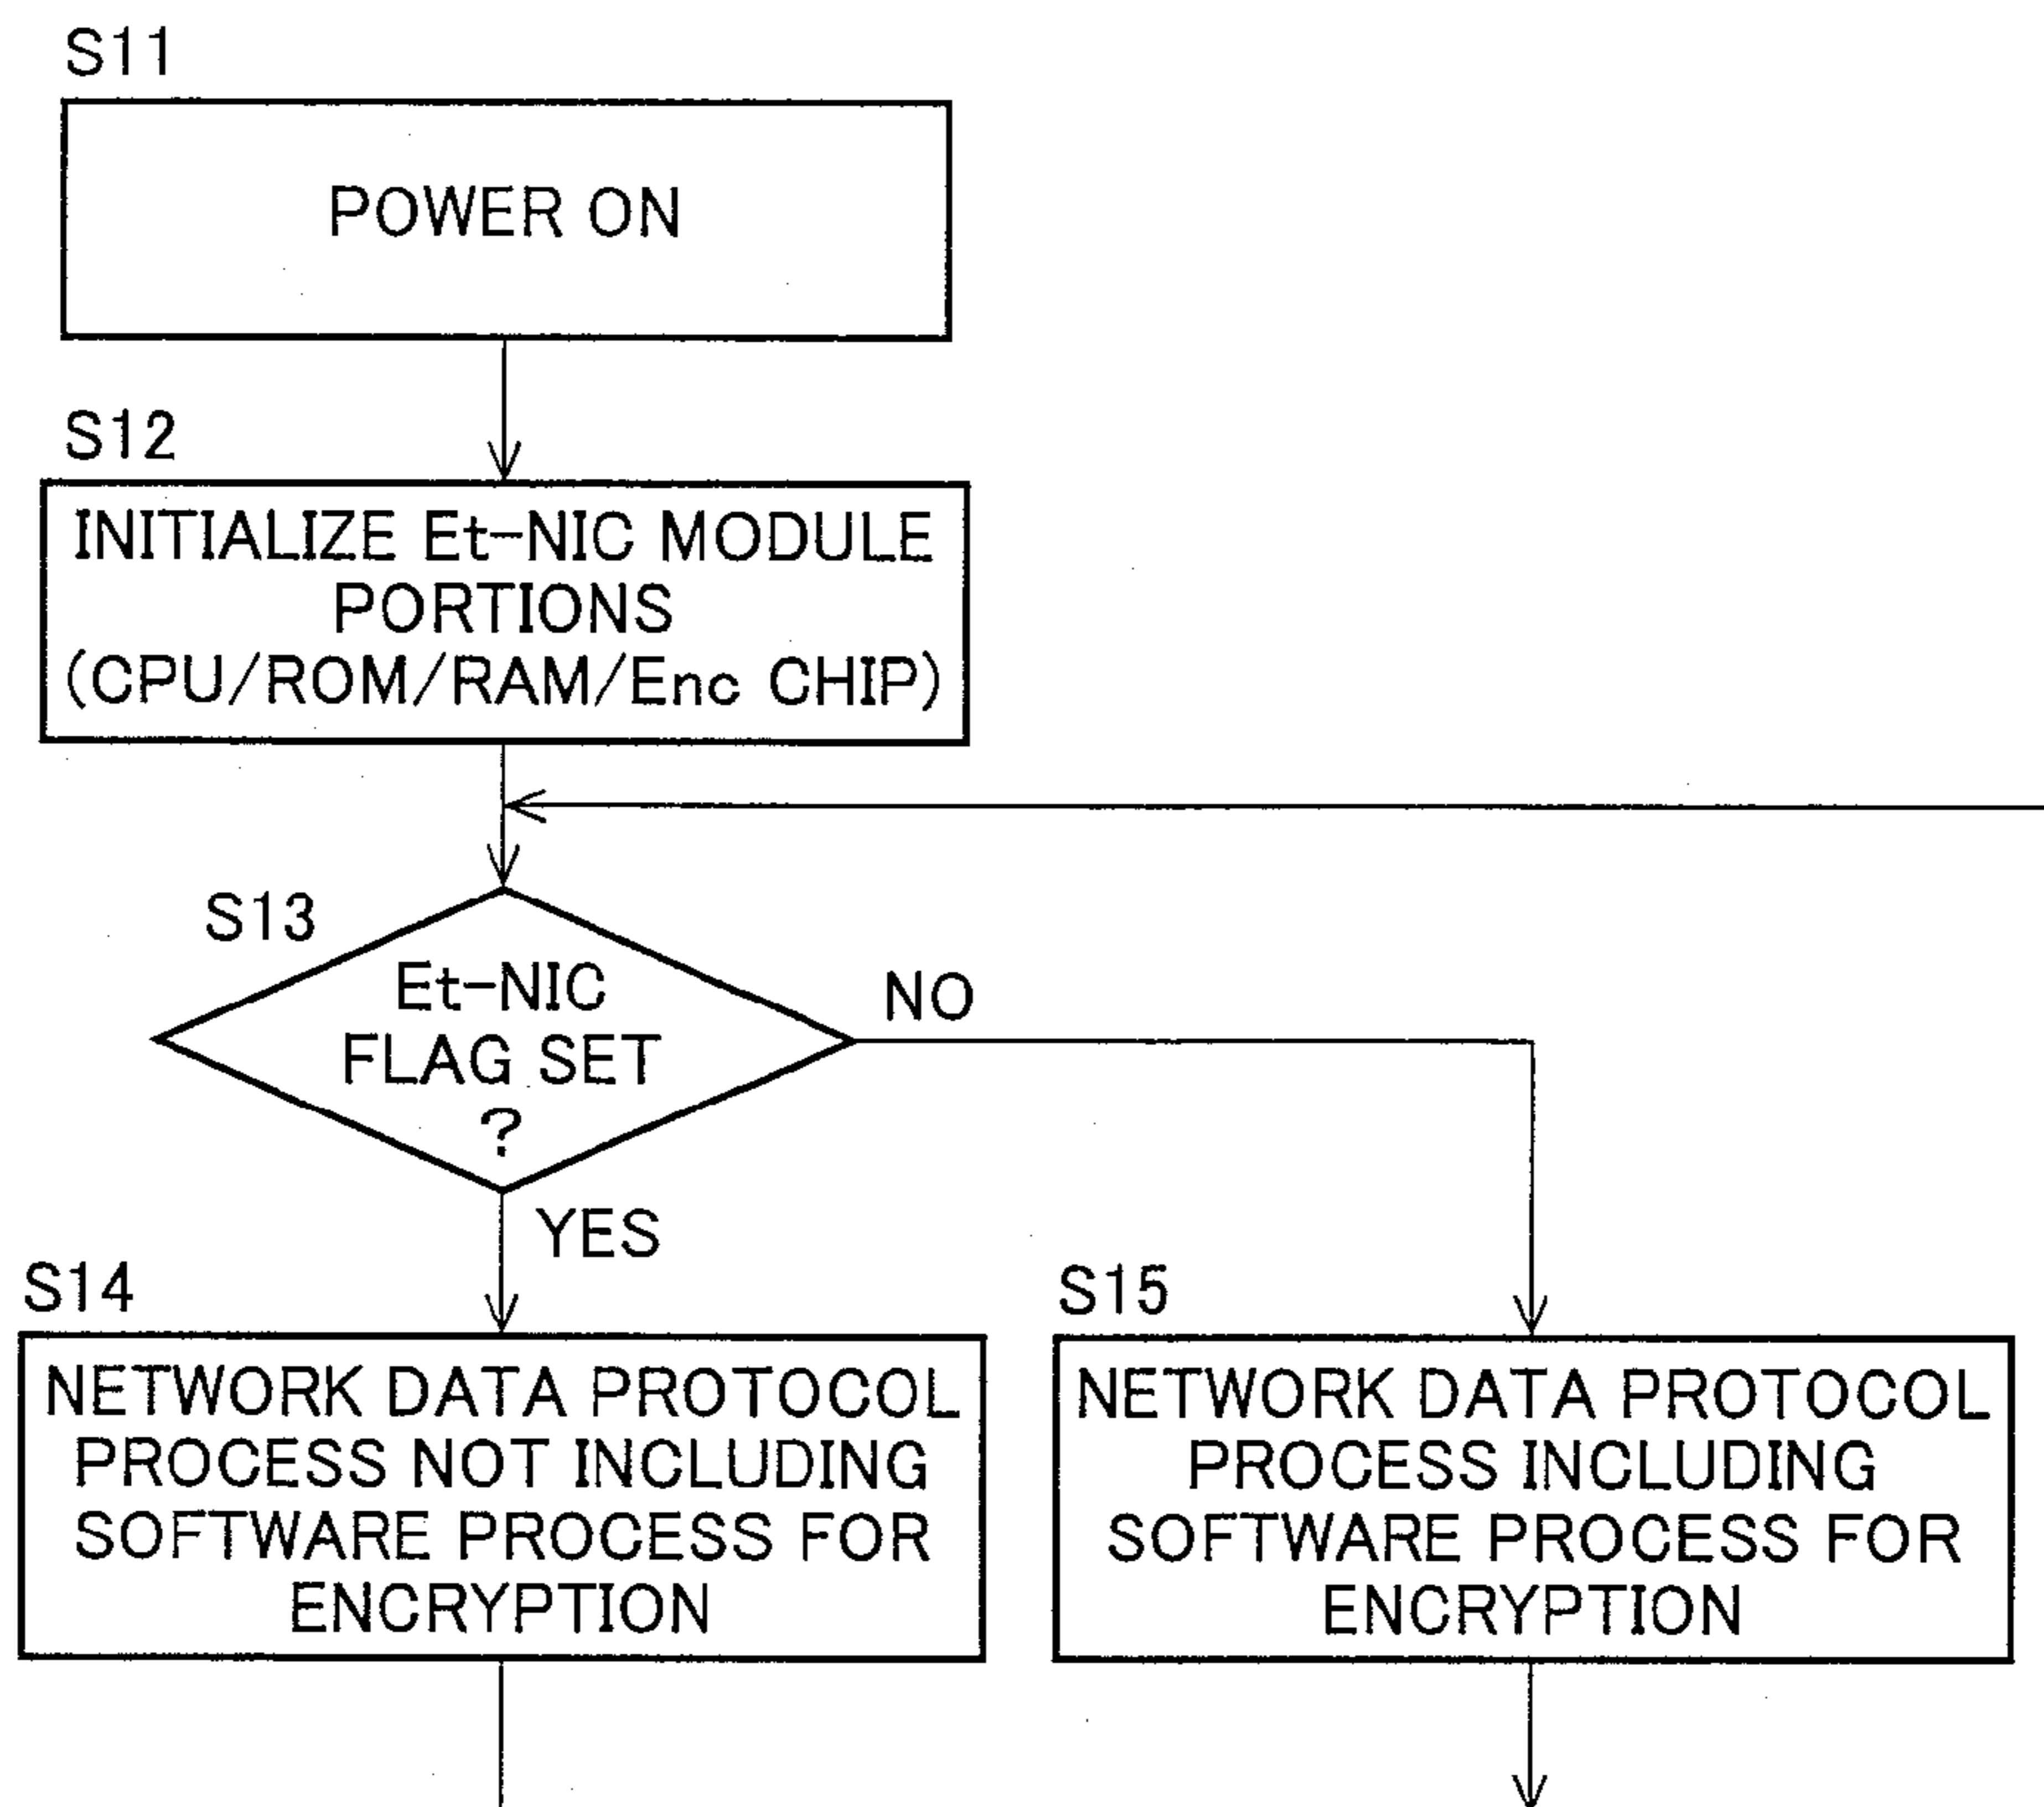 S11
POWER ON
S12
INITIALIZE Et-NIC MODULE
PORTIONS
(CPU/ROM/RAM/Enc CHIP)
S13
Et-NIC
FLAG SET
?
NO
YES
S14
NETWORK DATA PROTOCOL
PROCESS NOT INCLUDING
SOFTWARE PROCESS FOR
ENCRYPTION
S15
NETWORK DATA PROTOCOL
PROCESS INCLUDING
SOFTWARE PROCESS FOR
ENCRYPTION